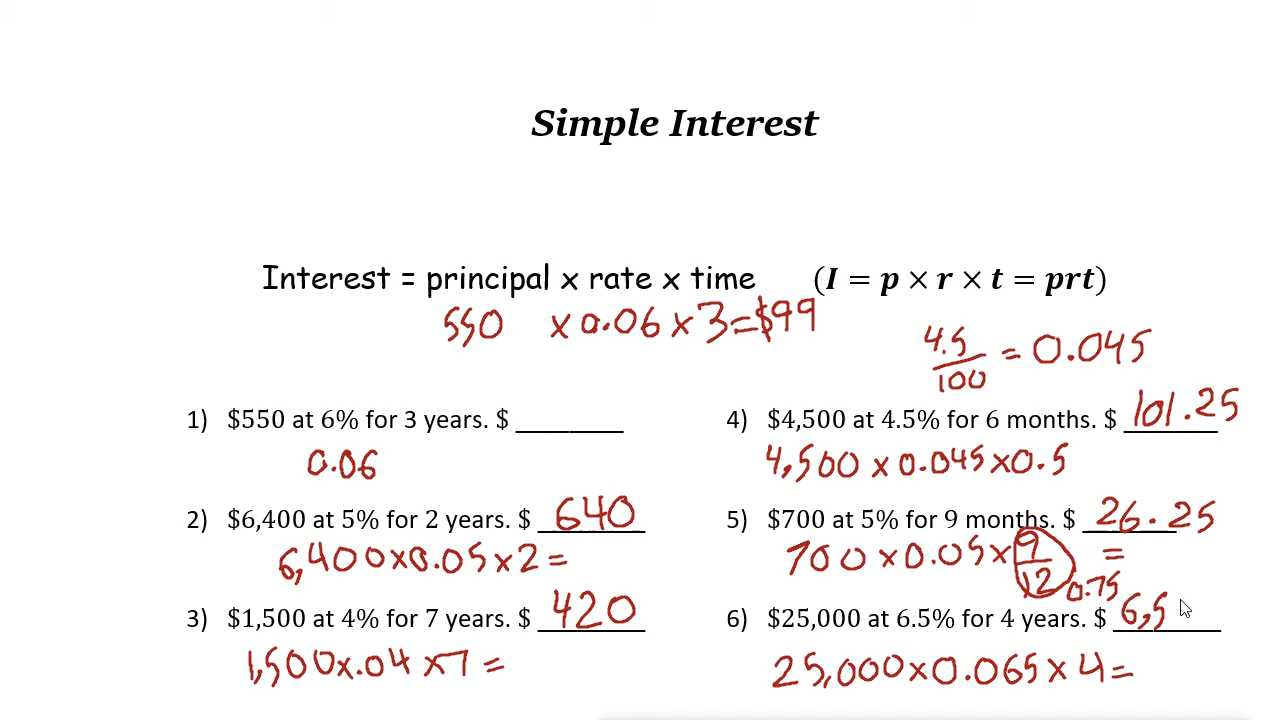 Simple Interest
Interest = principal x rate x time (I = p × r × t = prt)
550 x 0.06 x 3 = $99
4.5/100 = 0.045
1) $550 at 6% for 3 years. $ ________
0.06
2) $6,400 at 5% for 2 years. $ 640
6,400x0.05 x 2 =
3) $1,500 at 4% for 7 years. $ 420
1,500x.04 x 7 =
4) $4,500 at 4.5% for 6 months. $ 101.25
4,500 x 0.045 x 0.5
5) $700 at 5% for 9 months. $ 26.25
700 x 0.05 x 9/12 =
0.75
6) $25,000 at 6.5% for 4 years. $ 6,5
25,000 x 0.065 x 4 =